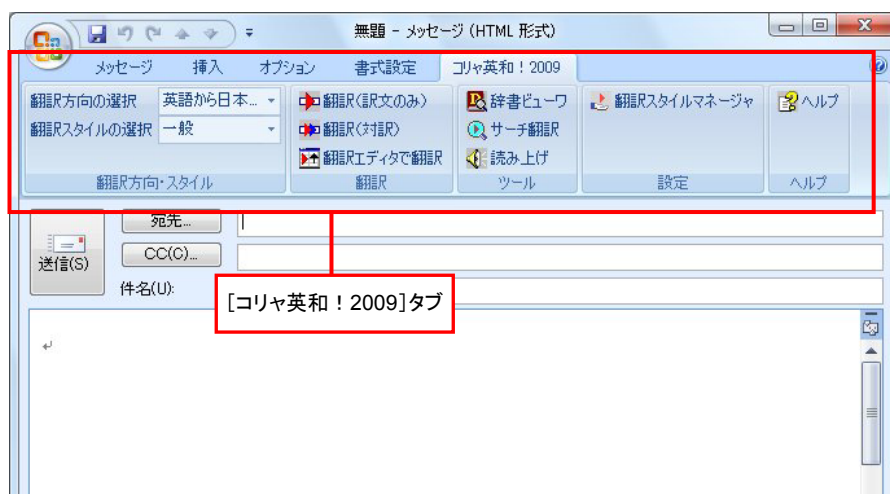 無題 - メッセージ (HTML 形式)
メッセージ 挿入 オプション 書式設定 コリャ英和！2009
翻訳方向の選択 英語から日本...
翻訳スタイルの選択 一般
翻訳方向・スタイル
翻訳(訳文のみ)
翻訳(対訳)
翻訳エディタで翻訳
翻訳
辞書ビューワ
サーチ翻訳
読み上げ
ツール
翻訳スタイルマネージャ
設定
ヘルプ
ヘルプ
送信(S)
宛先...
CC(C)...
件名(U):
[コリャ英和！2009]タブ